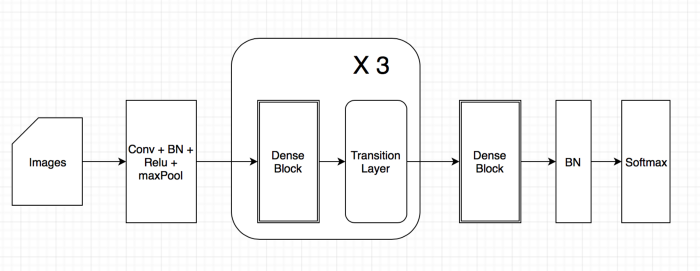 Images
Conv + BN +
Relu +
maxPool
X 3
Dense
Block
Transition
Layer
Dense
Block
BN
Softmax